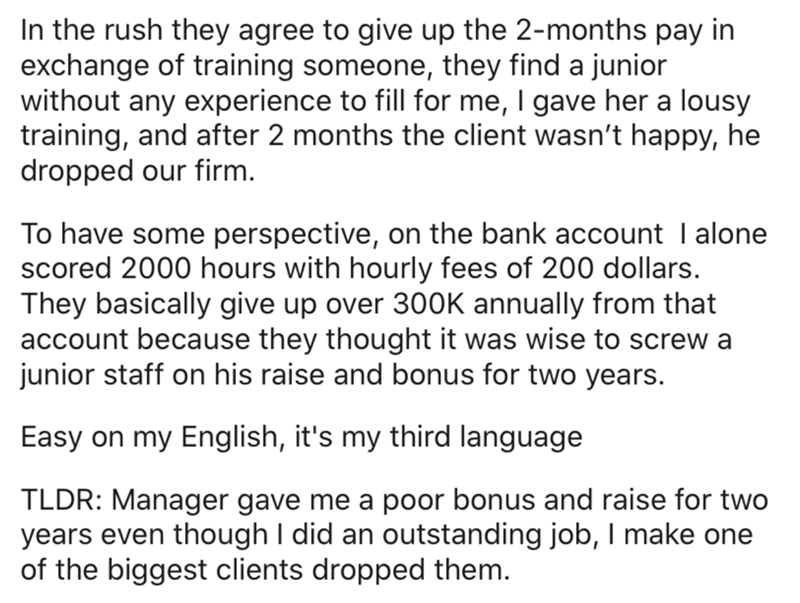 In the rush they agree to give up the 2-months pay in
exchange of training someone, they find a junior
without any experience to fill for me, I gave her a lousy
training, and after 2 months the client wasn’t happy, he
dropped our firm.
To have some perspective, on the bank account  I alone
scored 2000 hours with hourly fees of 200 dollars.
They basically give up over 300K annually from that
account because they thought it was wise to screw a
junior staff on his raise and bonus for two years.
Easy on my English, it's my third language
TLDR: Manager gave me a poor bonus and raise for two
years even though I did an outstanding job, I make one
of the biggest clients dropped them.